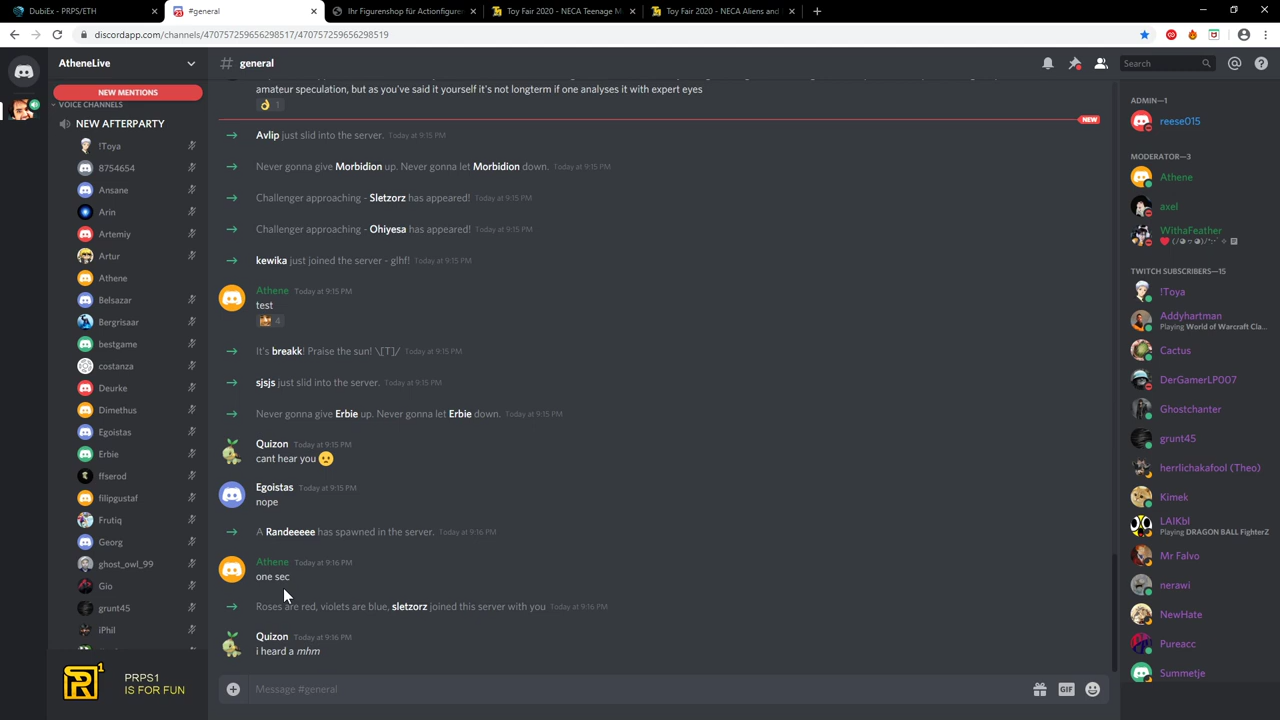 DubiEx - PRPS/ETH
#general
Ihr Figurenshop für Actionfigure
Toy Fair 2020 - NECA Teenage M
Toy Fair 2020 - NECA Aliens and
discordapp.com/channels/470757259656298517/470757259656298519
AtheneLive
# general
Search
NEW MENTIONS
VOICE CHANNELS
NEW AFTERPARTY
!Toya
8754654
Ansane
Arin
Artemiy
Artur
Athene
Belsazar
Bergrisaar
bestgame
costanza
Deurke
Dimethus
Egoistas
Erbie
ffserod
filipgustaf
Frutiq
Georg
ghost_owl_99
Gio
grunt45
iPhil
PRPS1
IS FOR FUN
amateur speculation, but as you've said it yourself it's not longterm if one analyses it with expert eyes
1
NEW
Avlip just slid into the server. Today at 9:15 PM
Never gonna give Morbidion up. Never gonna let Morbidion down. Today at 9:15 PM
Challenger approaching - Sletzorz has appeared! Today at 9:15 PM
Challenger approaching - Ohiyesa has appeared! Today at 9:15 PM
kewika just joined the server - glhf! Today at 9:15 PM
Athene Today at 9:15 PM
test
4
It's breakk! Praise the sun! \[T]/ Today at 9:15 PM
sjsjs just slid into the server. Today at 9:15 PM
Never gonna give Erbie up. Never gonna let Erbie down. Today at 9:15 PM
Quizon Today at 9:15 PM
cant hear you
Egoistas Today at 9:15 PM
nope
A Randeeeee has spawned in the server. Today at 9:16 PM
Athene Today at 9:16 PM
one sec
Roses are red, violets are blue, sletzorz joined this server with you Today at 9:16 PM
Quizon Today at 9:16 PM
i heard a mhm
Message #general
GIF
ADMIN—1
reese015
MODERATOR—3
Athene
axel
WithaFeather
TWITCH SUBSCRIBERS—15
!Toya
Addyhartman
Playing World of Warcraft Cla...
Cactus
DerGamerLP007
Ghostchanter
grunt45
herrlichakafool (Theo)
Kimek
LAIKbl
Playing DRAGON BALL FighterZ
Mr Falvo
nerawi
NewHate
Pureacc
Summetje